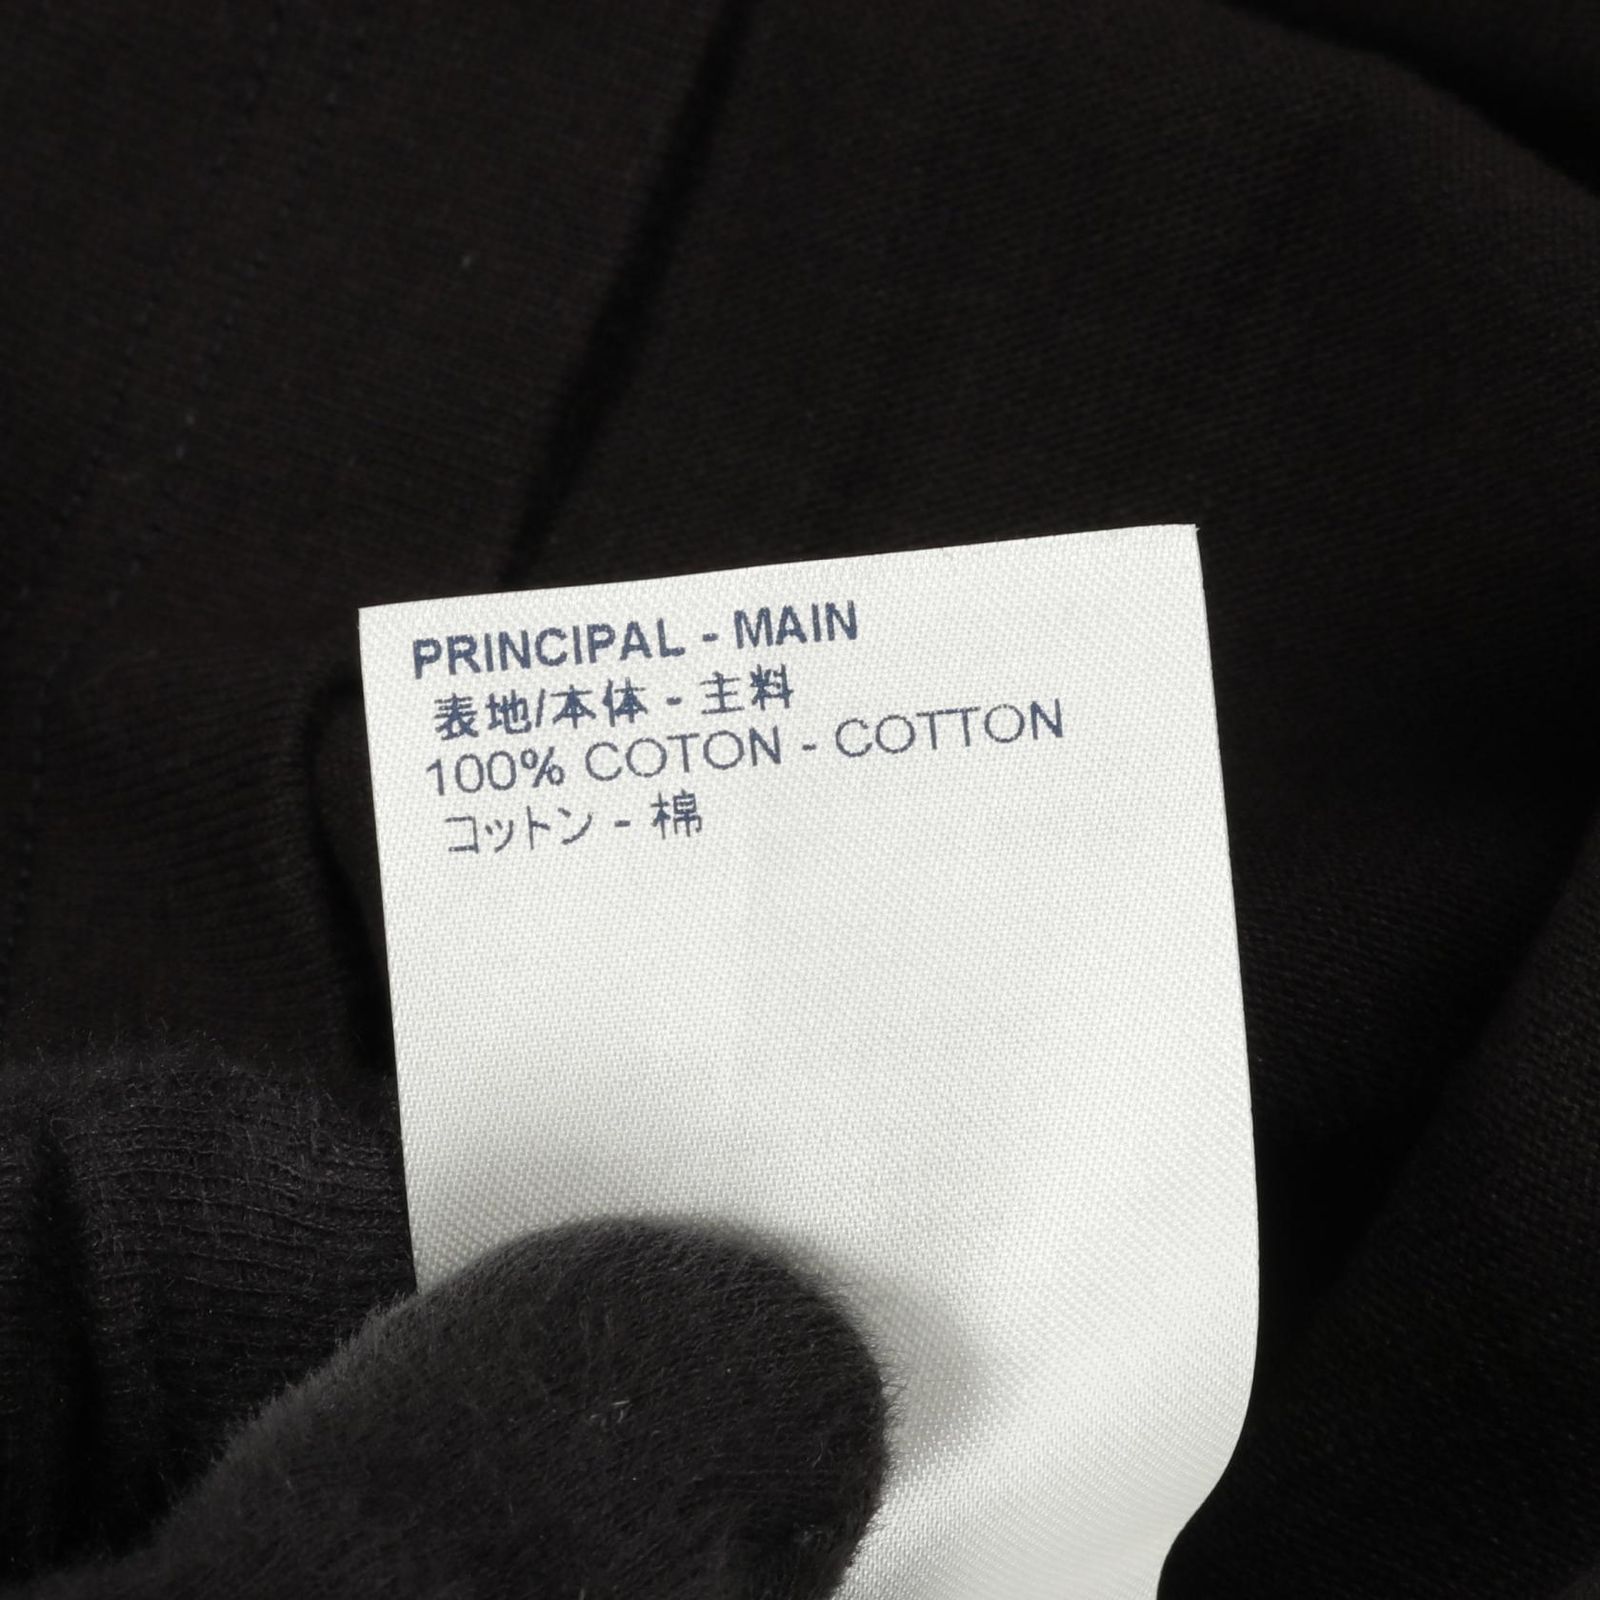 PRINCIPAL - MAIN
表地/本体 - 主料
100% COTON - COTTON
コットン - 棉